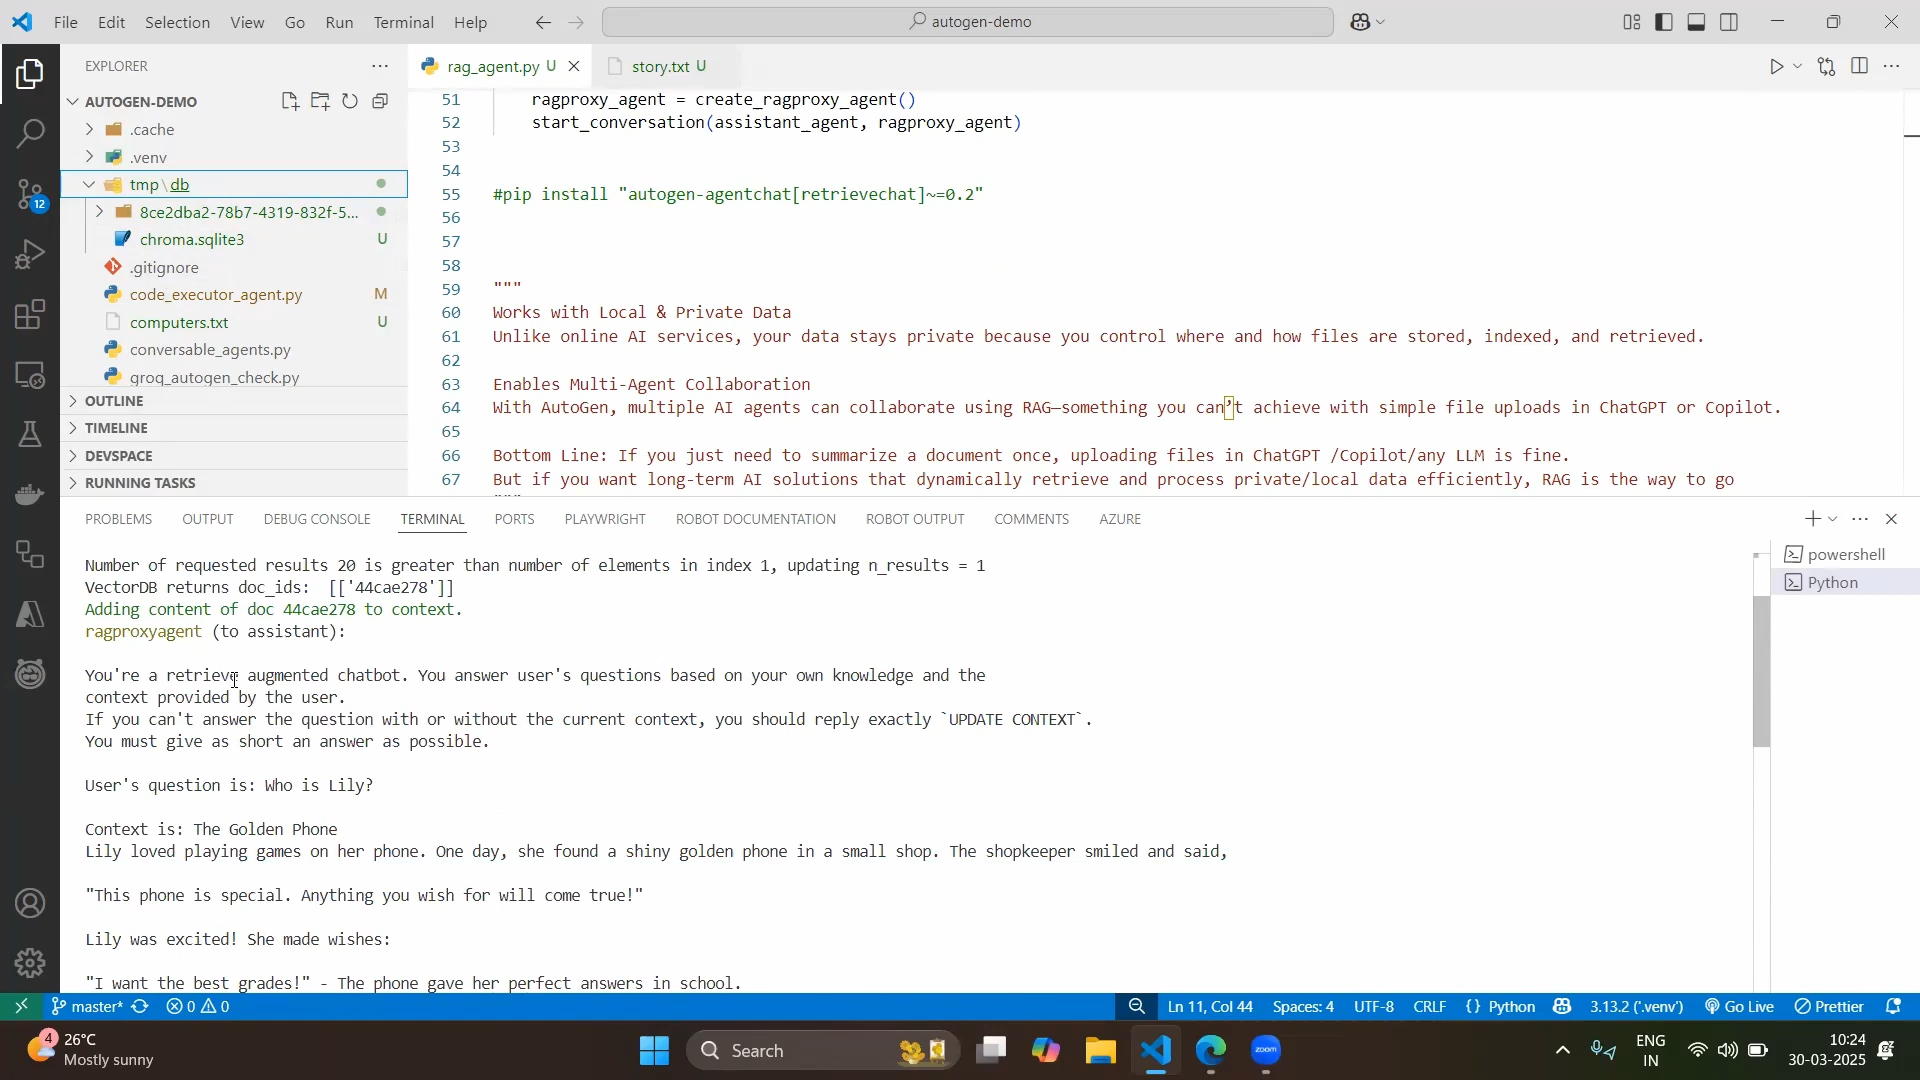 File Edit Selection View Go Run Terminal Help
autogen-demo
EXPLORER
rag_agent.py U
story.txt U
AUTOGEN-DEMO
.cache
.venv
tmp\db
8ce2dba2-78b7-4319-832f-5...
chroma.sqlite3 U
.gitignore
code_executor_agent.py M
computers.txt U
conversable_agents.py
groq_autogen_check.py
OUTLINE
TIMELINE
DEVSPACE
RUNNING TASKS
12
51 ragproxy_agent = create_ragproxy_agent()
52 start_conversation(assistant_agent, ragproxy_agent)
53
54
55 #pip install "autogen-agentchat[retrievechat]~=0.2"
56
57
58
59 """
60 Works with Local & Private Data
61 Unlike online AI services, your data stays private because you control where and how files are stored, indexed, and retrieved.
62
63 Enables Multi-Agent Collaboration
64 With AutoGen, multiple AI agents can collaborate using RAG—something you can’t achieve with simple file uploads in ChatGPT or Copilot.
65
66 Bottom Line: If you just need to summarize a document once, uploading files in ChatGPT /Copilot/any LLM is fine.
67 But if you want long-term AI solutions that dynamically retrieve and process private/local data efficiently, RAG is the way to go
PROBLEMS OUTPUT DEBUG CONSOLE TERMINAL PORTS PLAYWRIGHT ROBOT DOCUMENTATION ROBOT OUTPUT COMMENTS AZURE
powershell
Python
Number of requested results 20 is greater than number of elements in index 1, updating n_results = 1
VectorDB returns doc_ids:  [['44cae278']]
Adding content of doc 44cae278 to context.
ragproxyagent (to assistant):
You're a retrieve augmented chatbot. You answer user's questions based on your own knowledge and the
context provided by the user.
If you can't answer the question with or without the current context, you should reply exactly `UPDATE CONTEXT`.
You must give as short an answer as possible.
User's question is: Who is Lily?
Context is: The Golden Phone
Lily loved playing games on her phone. One day, she found a shiny golden phone in a small shop. The shopkeeper smiled and said,
"This phone is special. Anything you wish for will come true!"
Lily was excited! She made wishes:
"I want the best grades!" - The phone gave her perfect answers in school.
master* 0 0 Ln 11, Col 44 Spaces: 4 UTF-8 CRLF {} Python 3.13.2 ('.venv') Go Live Prettier
4
26°C
Mostly sunny
Search
zoom
ENG
IN
10:24
30-03-2025